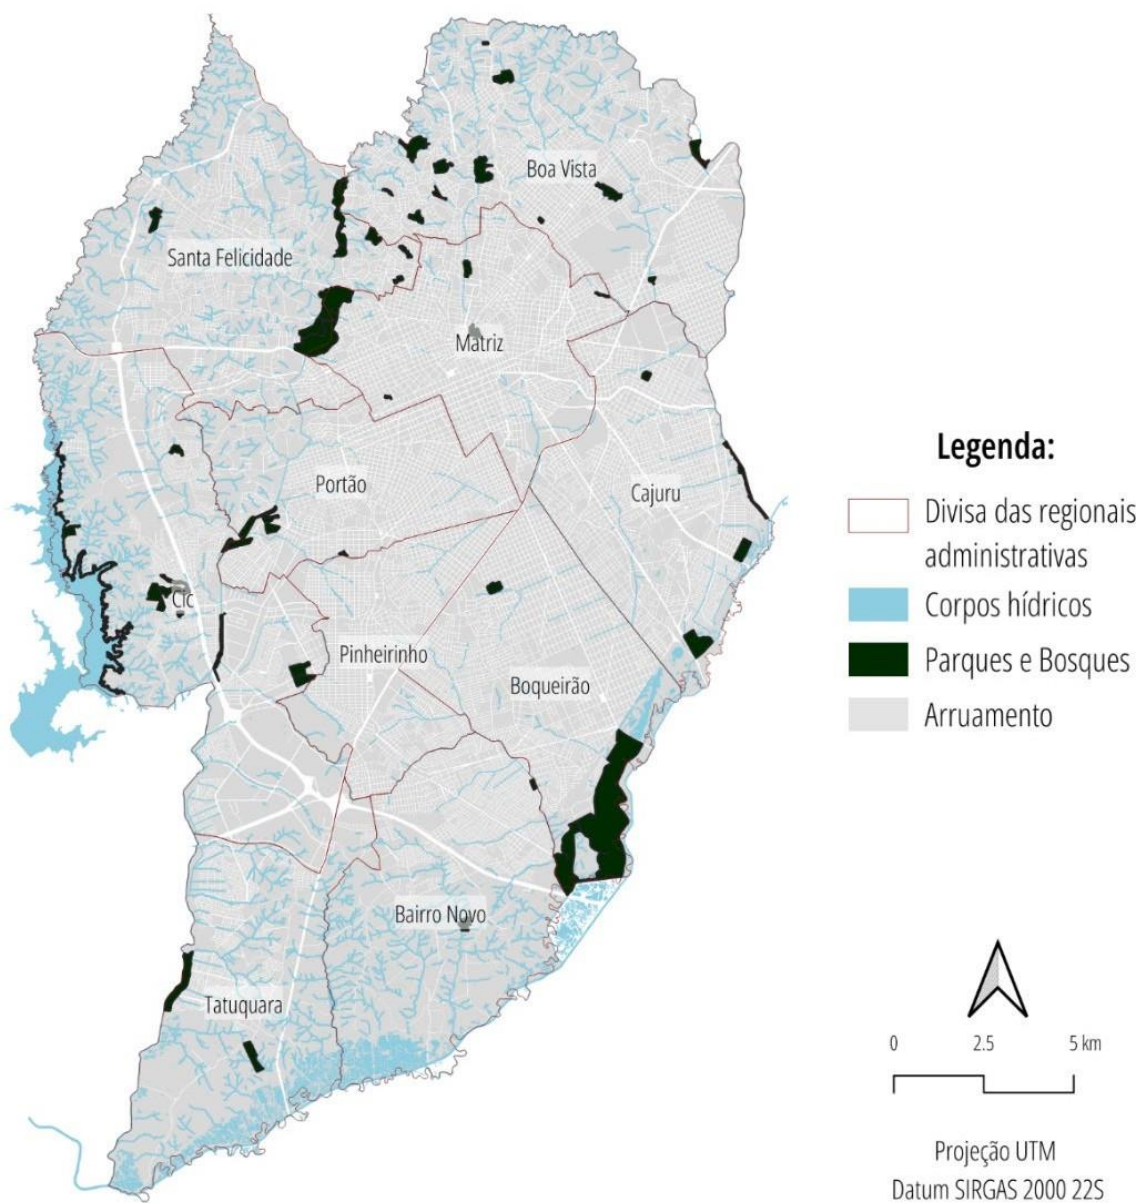 Boa Vista
Santa Felicidade
Matriz
Portão
Cajuru
Cic
Pinheirinho
Boqueirão
Bairro Novo
Tatuquara
Legenda:
Divisa das regionais
administrativas
Corpos hídricos
Parques e Bosques
Arruamento
0 2.5 5 km
Projeção UTM
Datum SIRGAS 2000 22S